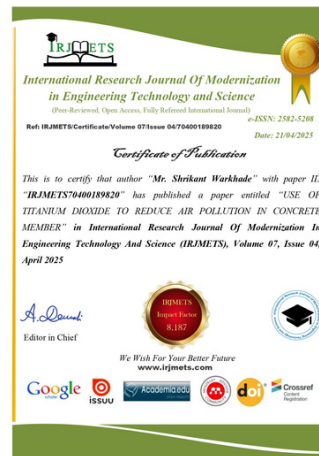 IRJMETS
International Research Journal Of Modernization
in Engineering Technology and Science
(Peer-Reviewed, Open Access, Fully Refereed International Journal)
e-ISSN: 2582-5208
Ref: IRJMETS/Certificate/Volume 07/Issue 04/70400189820
Date: 21/04/2025
Certificate of Publication
This is to certify that author “Mr. Shrikant Warkhade” with paper ID
“IRJMETS70400189820” has published a paper entitled “USE OF
TITANIUM DIOXIDE TO REDUCE AIR POLLUTION IN CONCRETE
MEMBER” in International Research Journal Of Modernization In
Engineering Technology And Science (IRJMETS), Volume 07, Issue 04,
April 2025
IRJMETS
Impact Factor
8.187
Editor in Chief
We Wish For Your Better Future
www.irjmets.com
Google
issuu
Academia.edu
doi
Crossref
Content
Registration